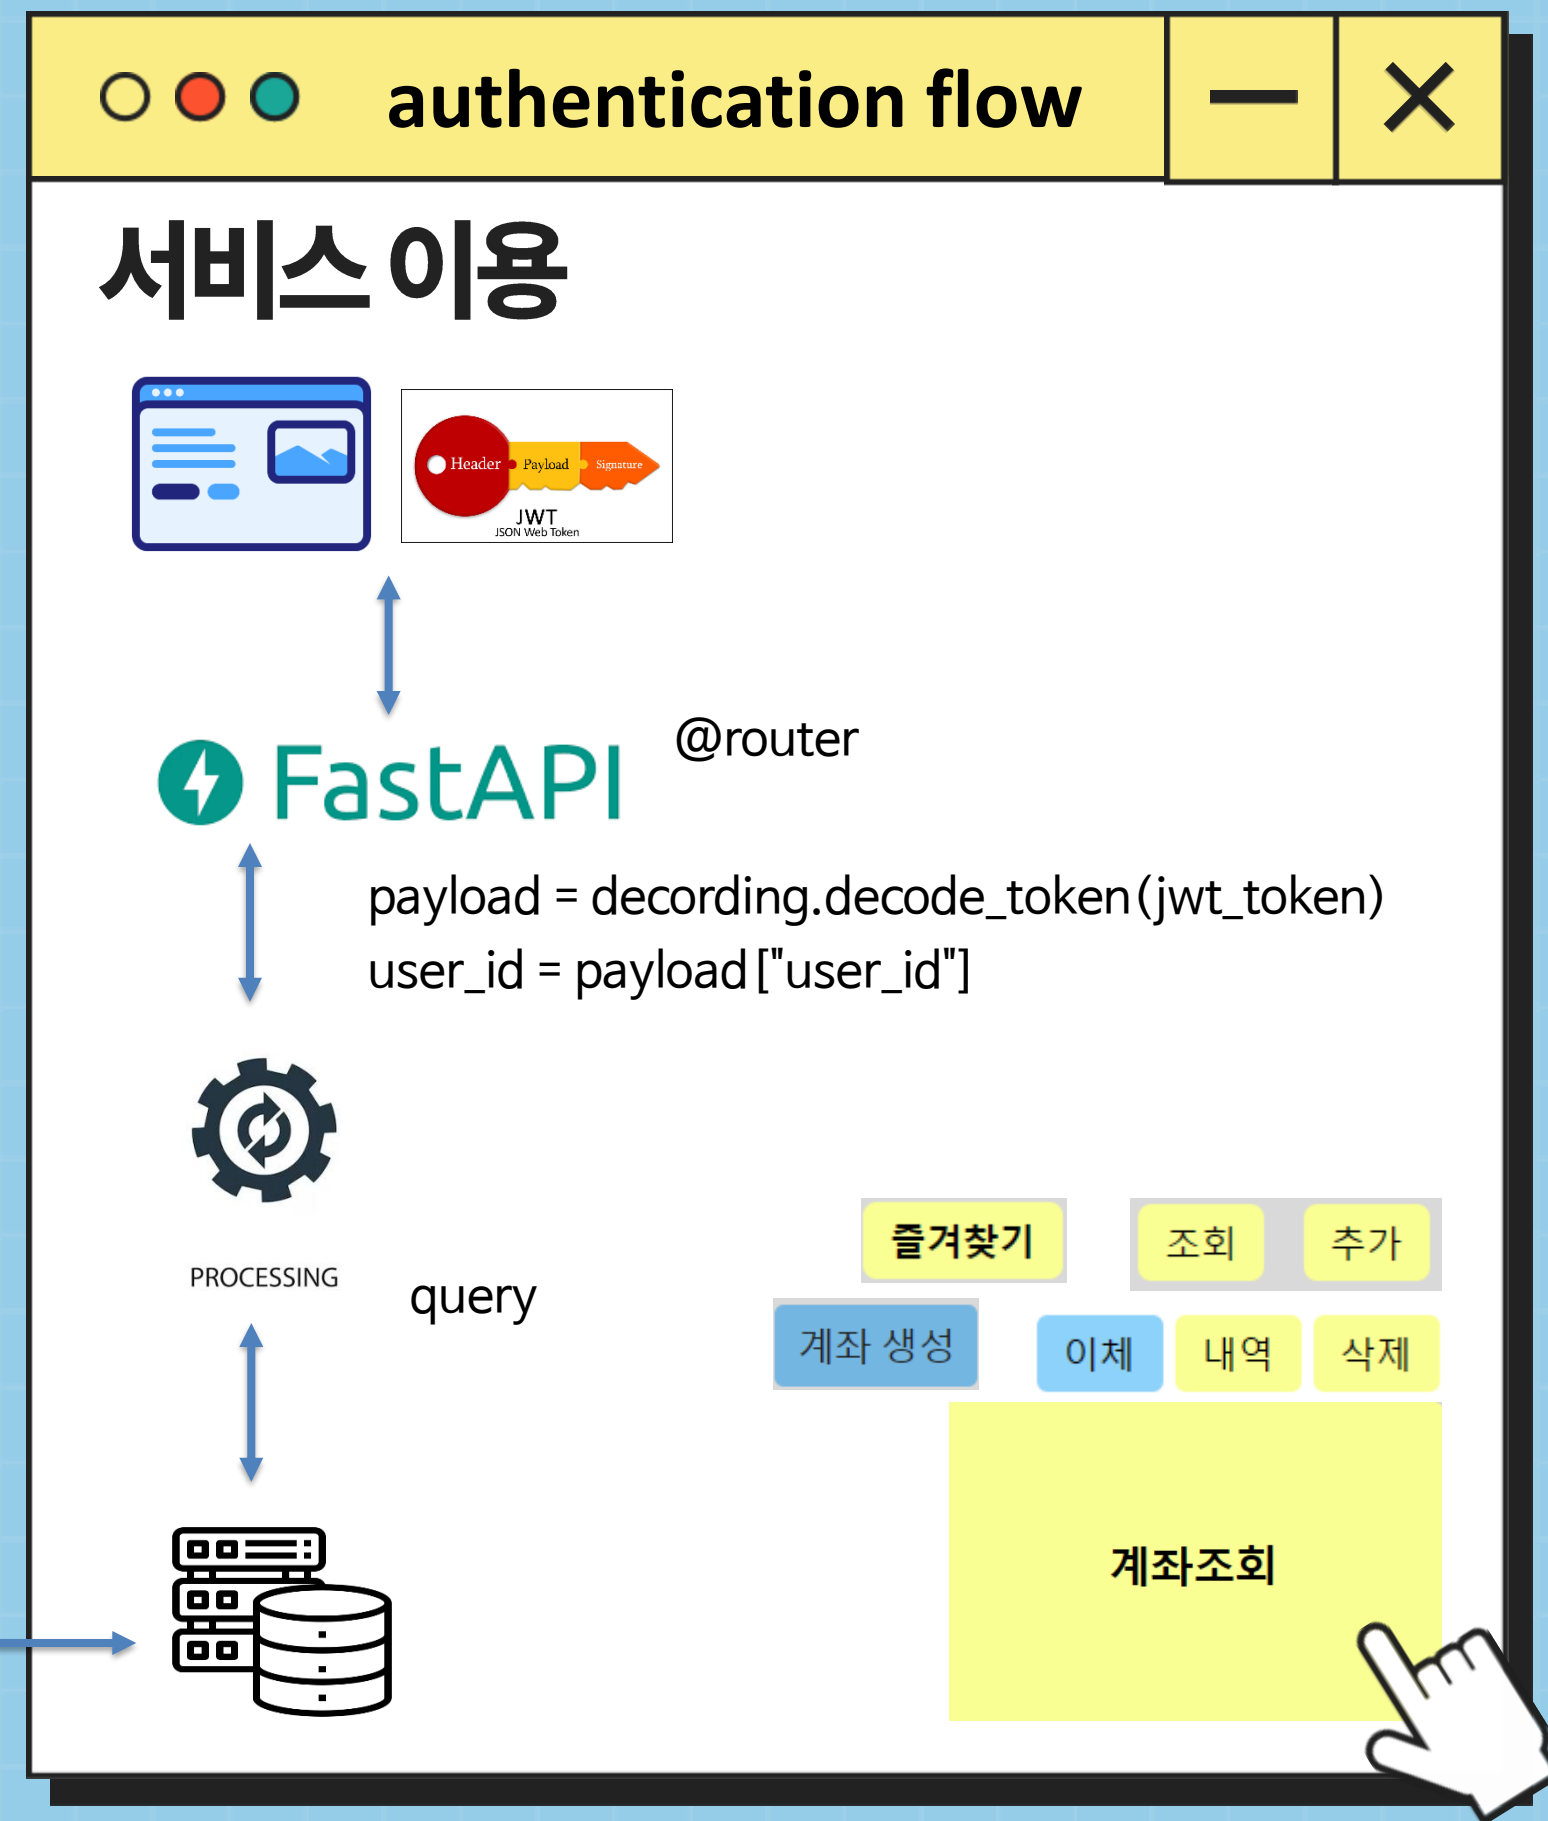 authentication flow
서비스 이용
Header Payload Signature
JWT
JSON Web Token
@router
FastAPI
payload = decording.decode_token(jwt_token)
user_id = payload["user_id"]
PROCESSING
query
즐겨찾기 조회 추가
계좌 생성 이체 내역 삭제
계좌조회